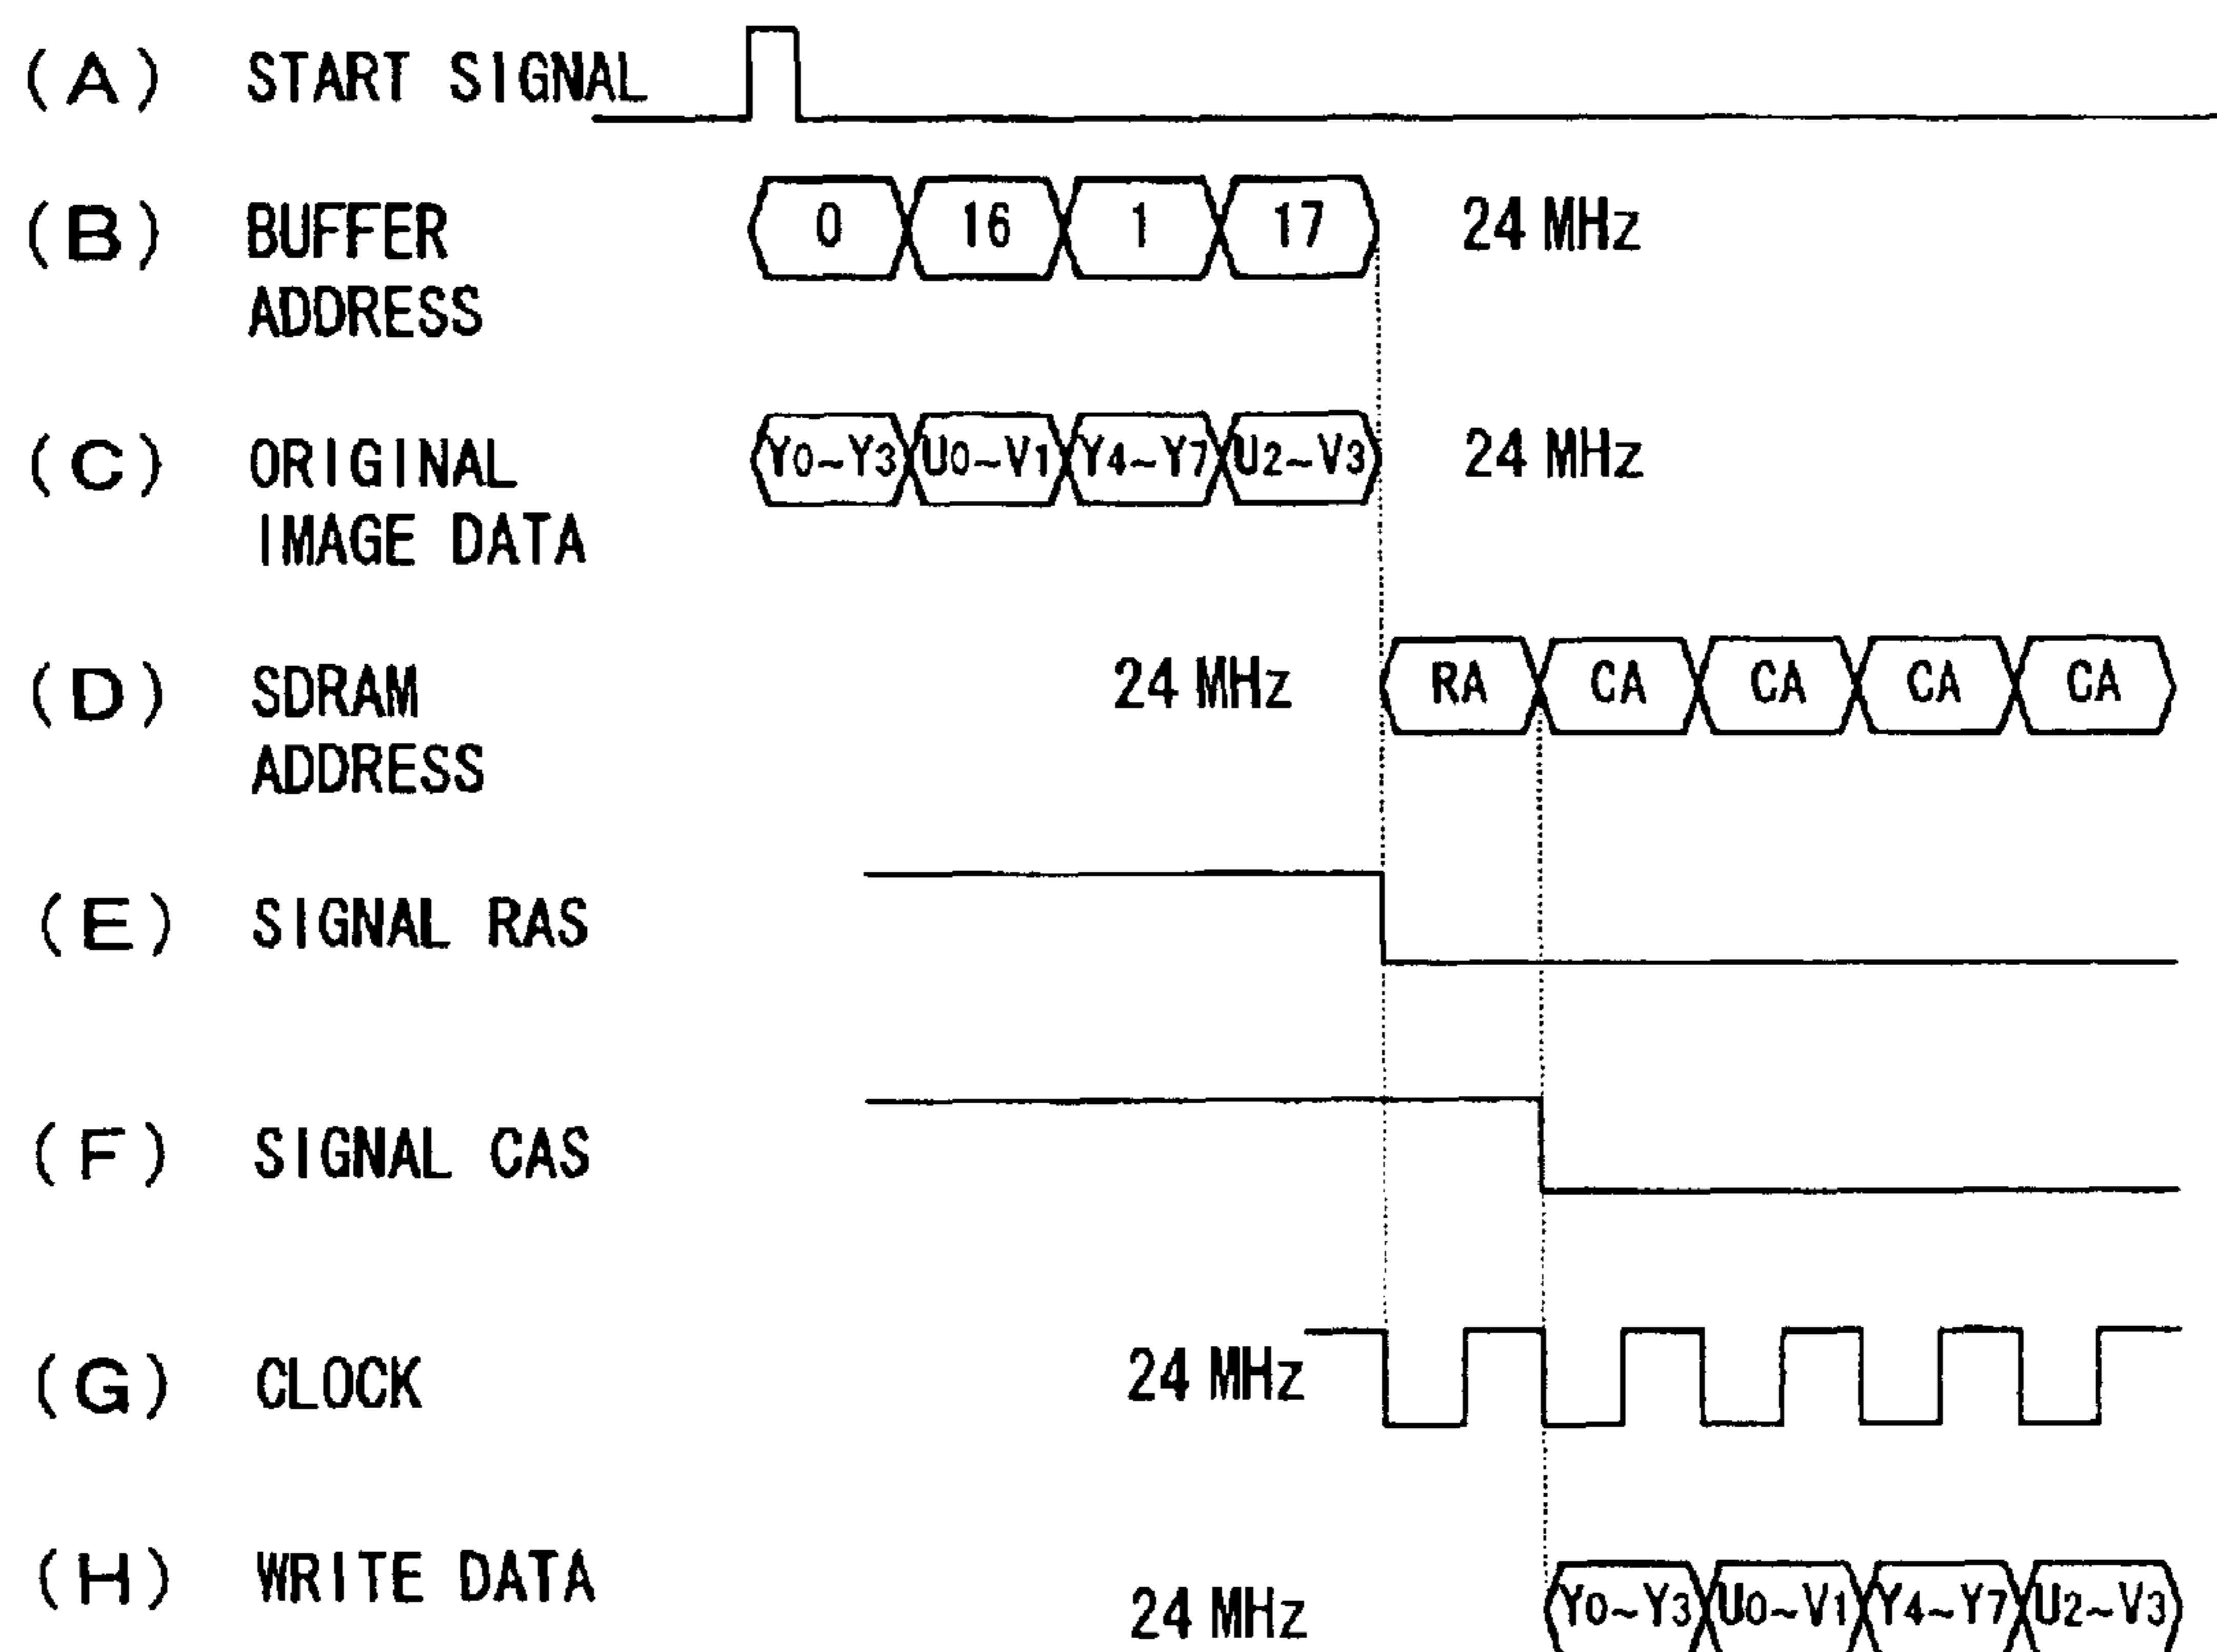 (A) START SIGNAL
(B) BUFFER ADDRESS
0 16 1 17 24 MHz
(C) ORIGINAL IMAGE DATA
Y0~Y3 U0~V1 Y4~Y7 U2~V3 24 MHz
(D) SDRAM ADDRESS
24 MHz RA CA CA CA CA
(E) SIGNAL RAS
(F) SIGNAL CAS
(G) CLOCK 24 MHz
(H) WRITE DATA
24 MHz Y0~Y3 U0~V1 Y4~Y7 U2~V3